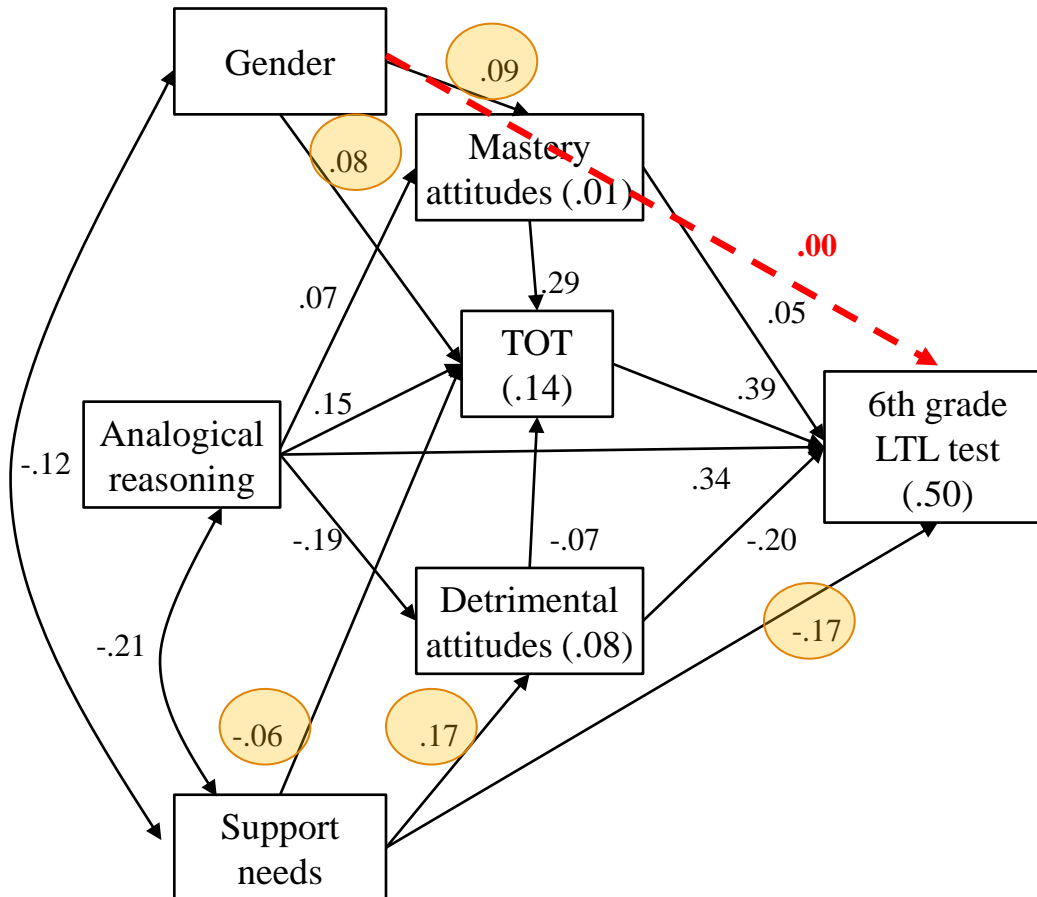 Gender
.09
.08
Mastery
attitudes (.01)
.00
.07
.29
.05
TOT
(.14)
.15
.39
6th grade
LTL test
(.50)
Analogical
reasoning
-.12
.34
-.19
-.07
-.20
Detrimental
attitudes (.08)
-.21
-.17
-.06
.17
Support
needs